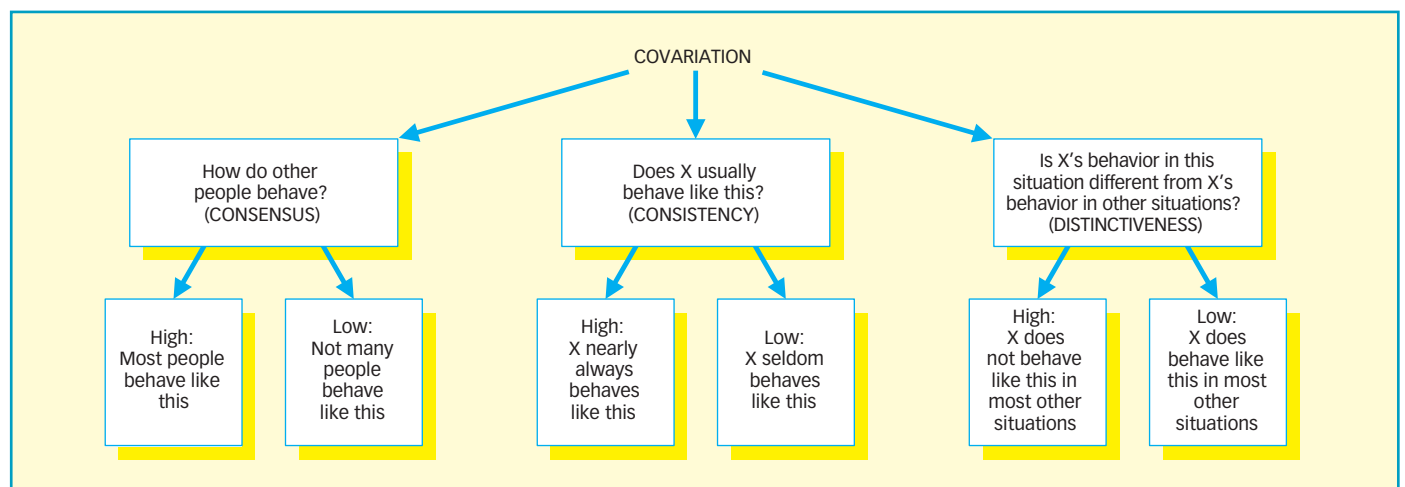 COVARIATION
How do other
people behave?
(CONSENSUS)
Does X usually
behave like this?
(CONSISTENCY)
Is X's behavior in this
situation different from X's
behavior in other situations?
(DISTINCTIVENESS)
High:
Most people
behave like
this
Low:
Not many
people
behave
like this
High:
X nearly
always
behaves
like this
Low:
X seldom
behaves
like this
High:
X does
not behave
like this in
most other
situations
Low:
X does
behave like
this in most
other
situations